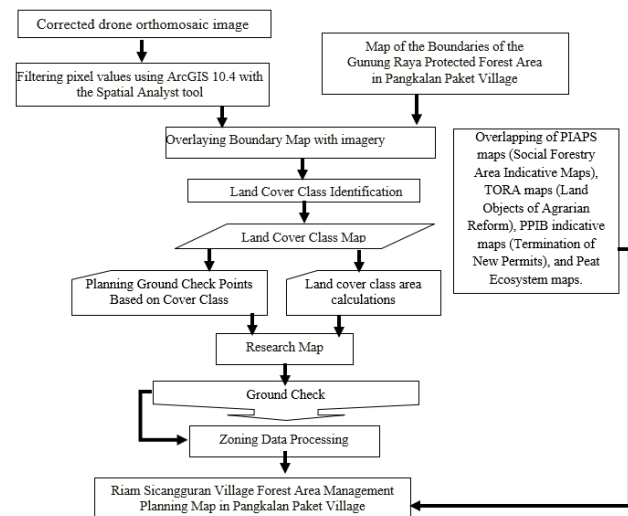 Corrected drone orthomosaic image
Filtering pixel values using ArcGIS 10.4 with
the Spatial Analyst tool
Map of the Boundaries of the
Gunung Raya Protected Forest Area
in Pangkalan Paket Village
Overlaying Boundary Map with imagery
Land Cover Class Identification
Land Cover Class Map
Overlapping of PIAPS
maps (Social Forestry
Area Indicative Maps),
TORA maps (Land
Objects of Agrarian
Reform), PPIB indicative
maps (Termination of
New Permits), and Peat
Ecosystem maps.
Planning Ground Check Points
Based on Cover Class
Land cover class area
calculations
Research Map
Ground Check
Zoning Data Processing
Riam Sicangguran Village Forest Area Management
Planning Map in Pangkalan Paket Village